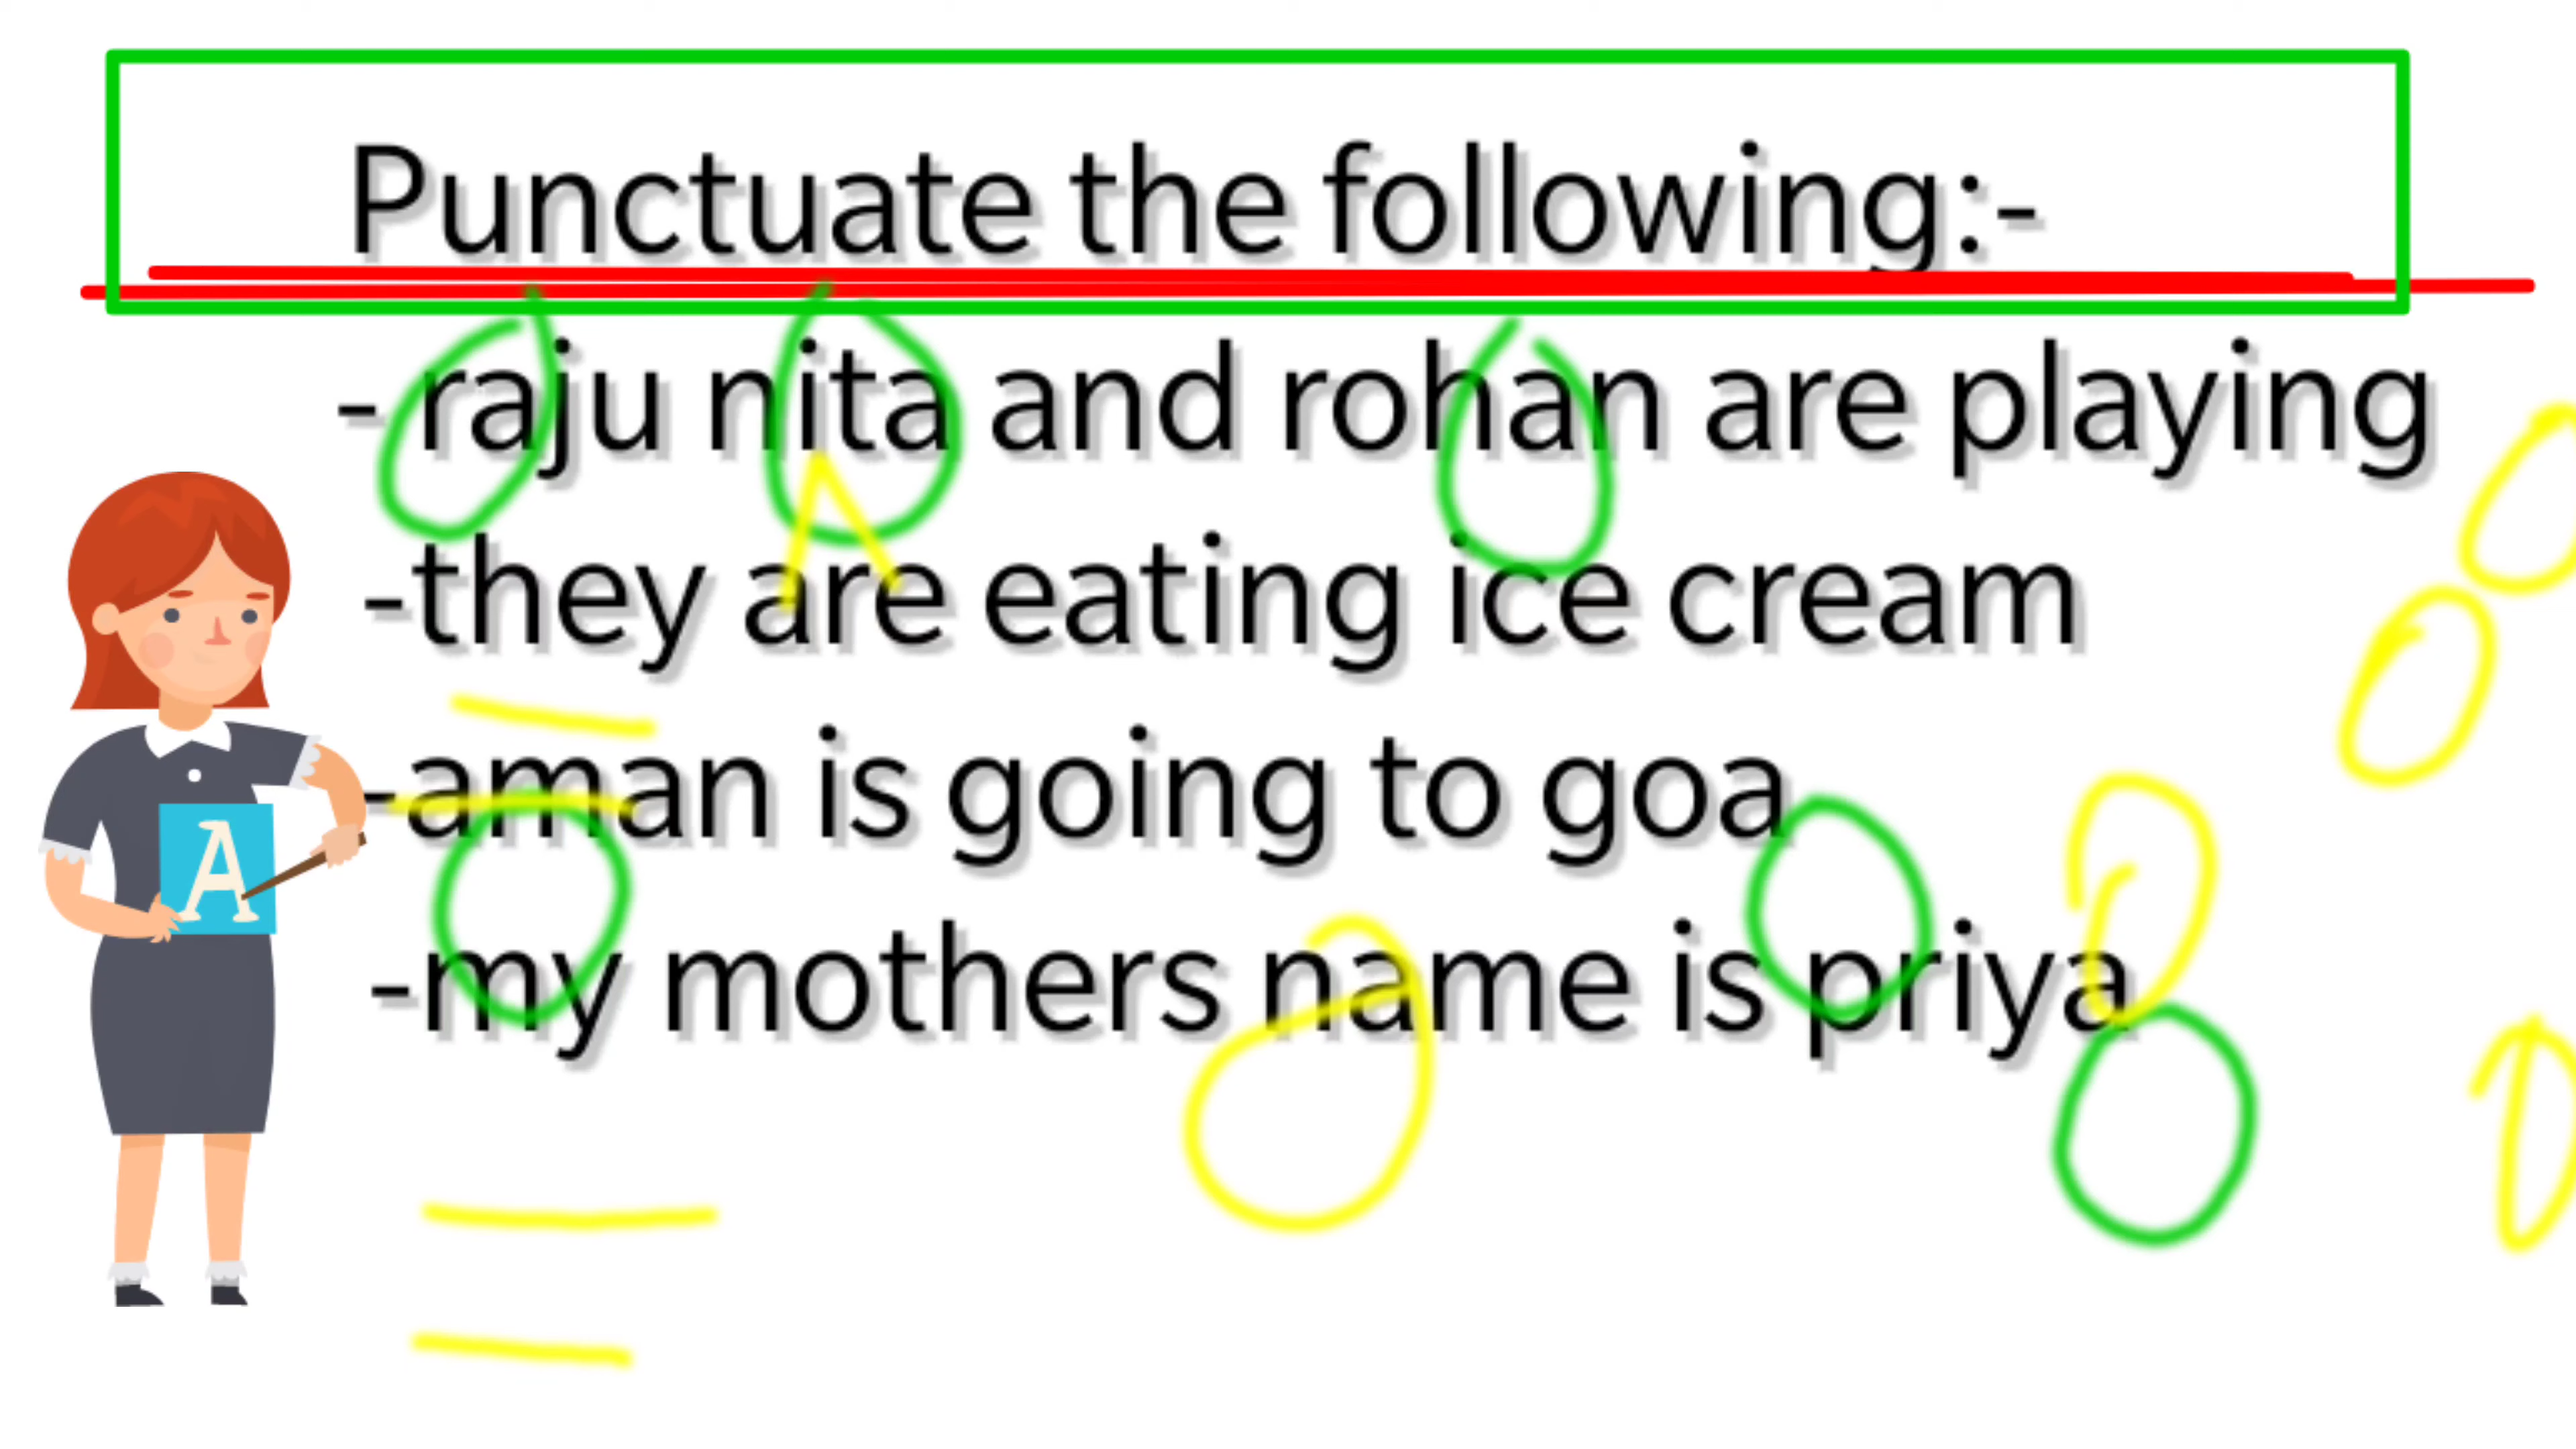 Punctuate the following:-
- raju nita and rohan are playing
-they are eating ice cream
-aman is going to goa
-my mothers name is priya
A